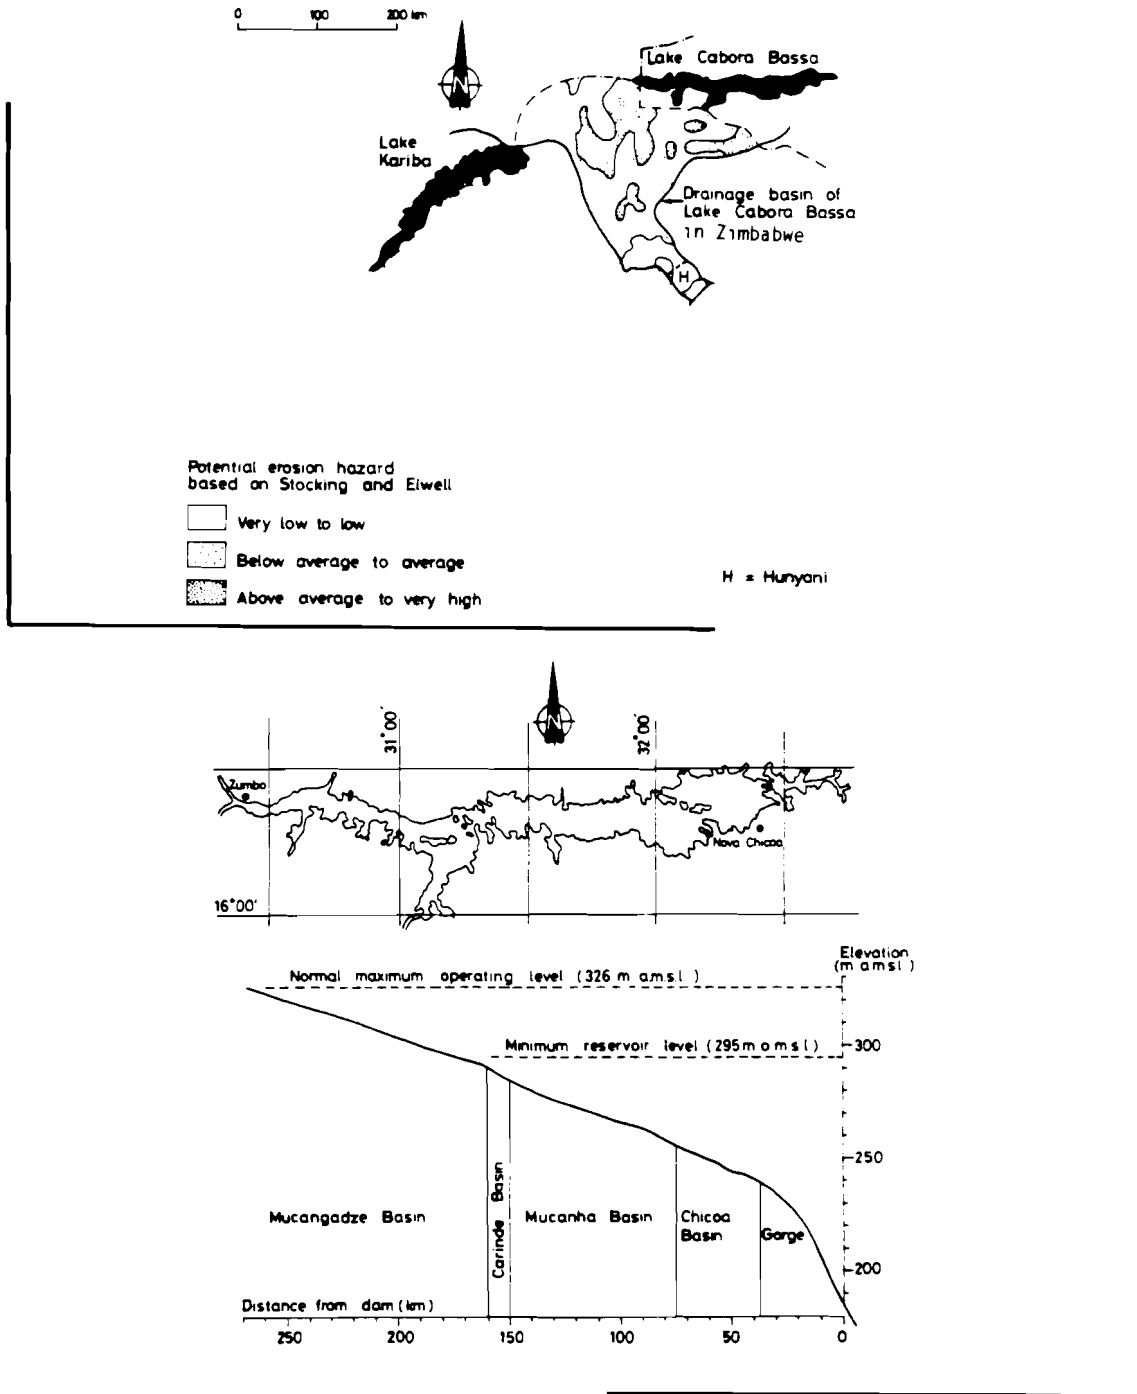 0 100 200 km
N
Lake Cabora Bassa
Lake
Kariba
Drainage basin of
Lake Cabora Bassa
in Zimbabwe
H
Potential erosion hazard
based on Stocking and Elwell
Very low to low
Below average to average
Above average to very high
H = Hunyani
N
31°00'
32°00'
Zumbo
Nova Chicoa
16°00'
Elevation
(m a m s l )
Normal maximum operating level (326 m a.m.s.l )
Minimum reservoir level (295 m a m s l )
300
250
200
Mucangadze Basin
Carinde Basin
Mucanha Basin
Chicoa
Basin
Gorge
Distance from dam (km)
250 200 150 100 50 0